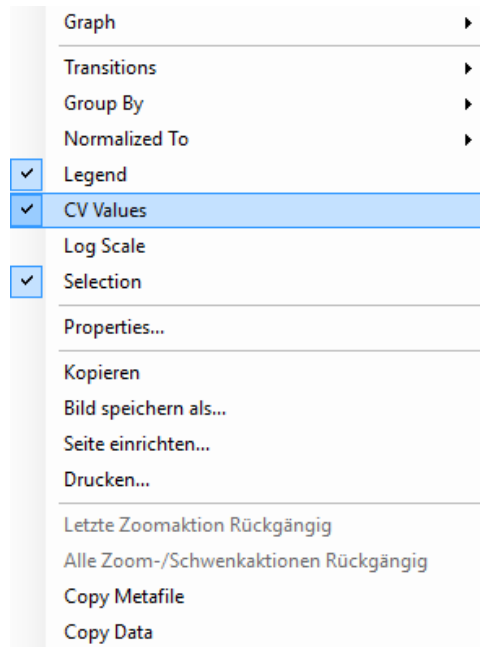 Graph
Transitions
Group By
Normalized To
Legend
CV Values
Log Scale
Selection
Properties...
Kopieren
Bild speichern als...
Seite einrichten...
Drucken...
Letzte Zoomaktion Rückgängig
Alle Zoom-/Schwenkaktionen Rückgängig
Copy Metafile
Copy Data